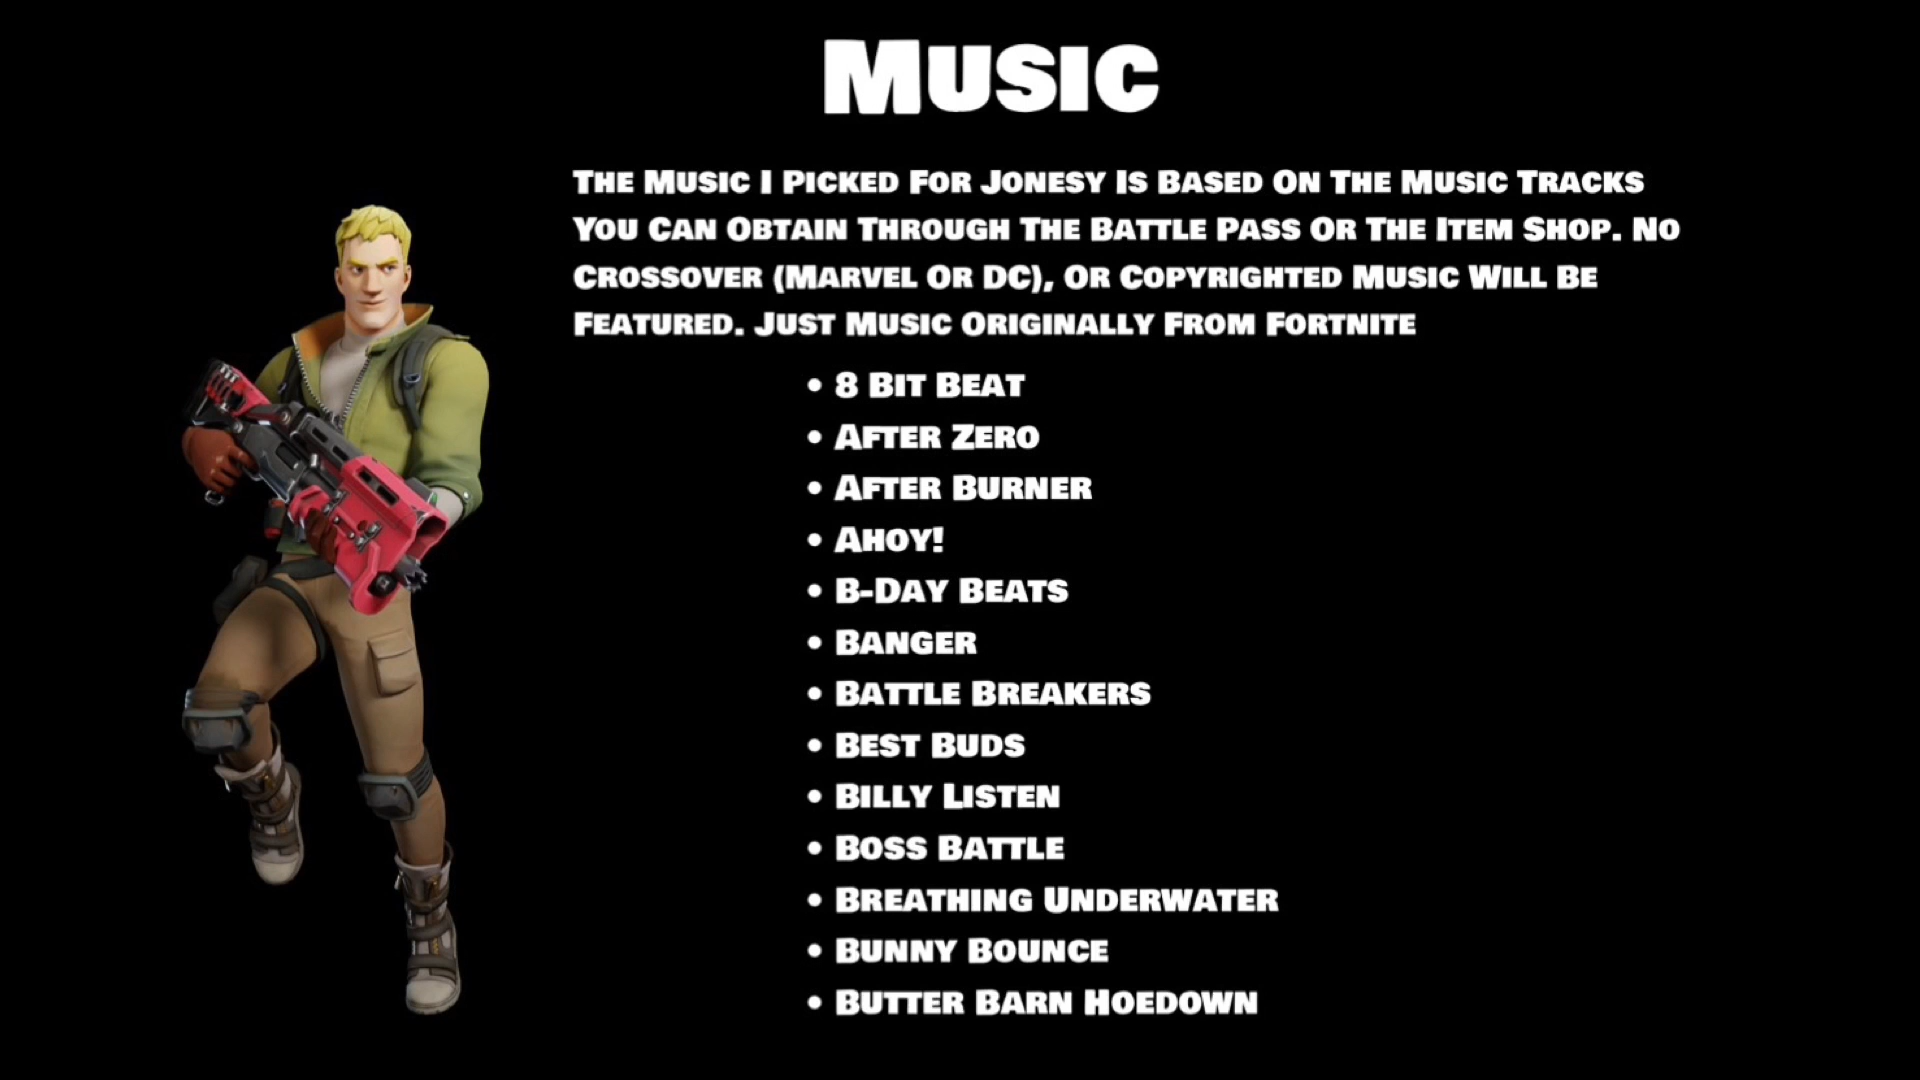 Music
The Music I Picked For Jonesy Is Based On The Music Tracks
You Can Obtain Through The Battle Pass Or The Item Shop. No
Crossover (Marvel Or DC), Or Copyrighted Music Will Be
Featured. Just Music Originally From Fortnite
• 8 Bit Beat
• After Zero
• After Burner
• Ahoy!
• B-Day Beats
• Banger
• Battle Breakers
• Best Buds
• Billy Listen
• Boss Battle
• Breathing Underwater
• Bunny Bounce
• Butter Barn Hoedown